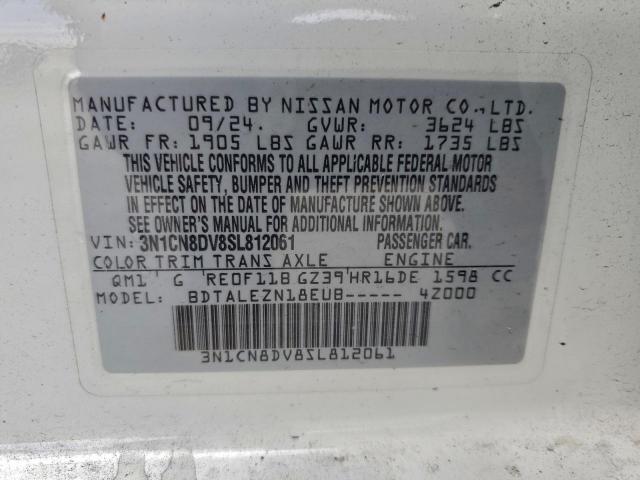 MANUFACTURED BY NISSAN MOTOR CO., LTD.
DATE: 09/24. GVWR: 3624 LBS
GAWR FR: 1905 LBS GAWR RR: 1735 LBS
THIS VEHICLE CONFORMS TO ALL APPLICABLE FEDERAL MOTOR
VEHICLE SAFETY, BUMPER AND THEFT PREVENTION STANDARDS
IN EFFECT ON THE DATE OF MANUFACTURE SHOWN ABOVE.
SEE OWNER'S MANUAL FOR ADDITIONAL INFORMATION.
VIN: 3N1CN8DV8SL812061 PASSENGER CAR.
COLOR TRIM TRANS AXLE ENGINE
QM1 G RE0F11B GZ39 HR16DE 1598 CC
MODEL: BDTALEZN18EUB----- 4Z000
3N1CN8DV8SL812061